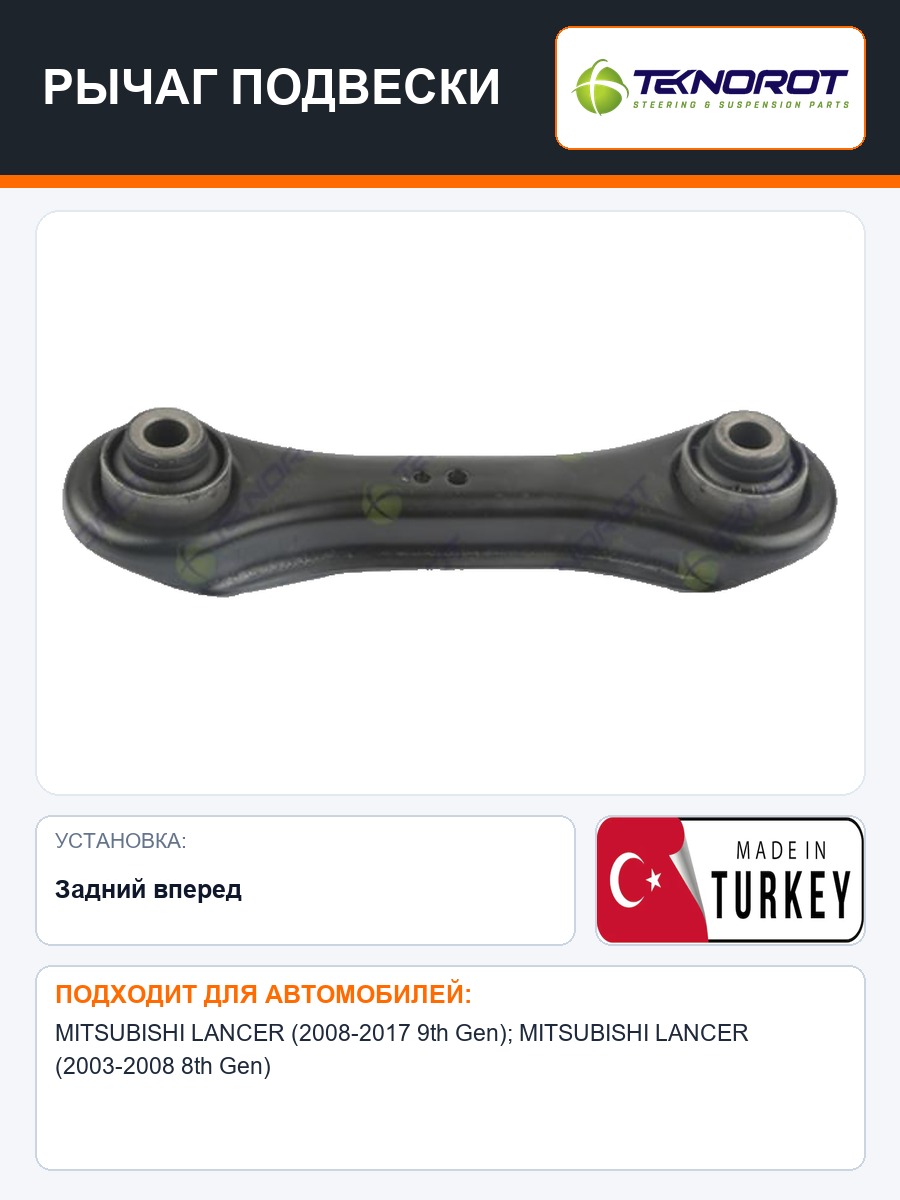 РЫЧАГ ПОДВЕСКИ
TEKNOROT
STEERING & SUSPENSION PARTS
УСТАНОВКА:
Задний вперед
MADE IN
TURKEY
ПОДХОДИТ ДЛЯ АВТОМОБИЛЕЙ:
MITSUBISHI LANCER (2008-2017 9th Gen); MITSUBISHI LANCER
(2003-2008 8th Gen)